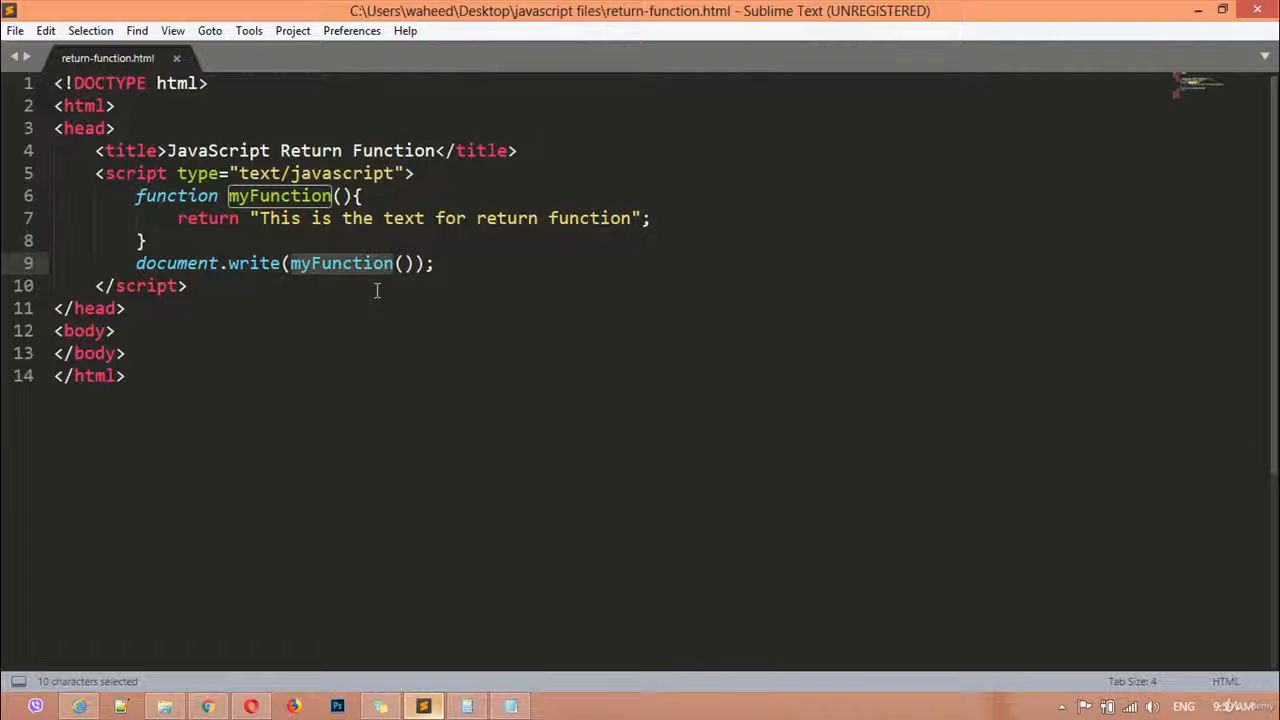 C:\Users\waheed\Desktop\javascript files\return-function.html - Sublime Text (UNREGISTERED)
File Edit Selection Find View Goto Tools Project Preferences Help
return-function.html
1 <!DOCTYPE html>
2 <html>
3 <head>
4 <title>JavaScript Return Function</title>
5 <script type="text/javascript">
6 function myFunction(){
7 return "This is the text for return function";
8 }
9 document.write(myFunction());
10 </script>
11 </head>
12 <body>
13 </body>
14 </html>
10 characters selected Tab Size: 4 HTML
Ps ENG